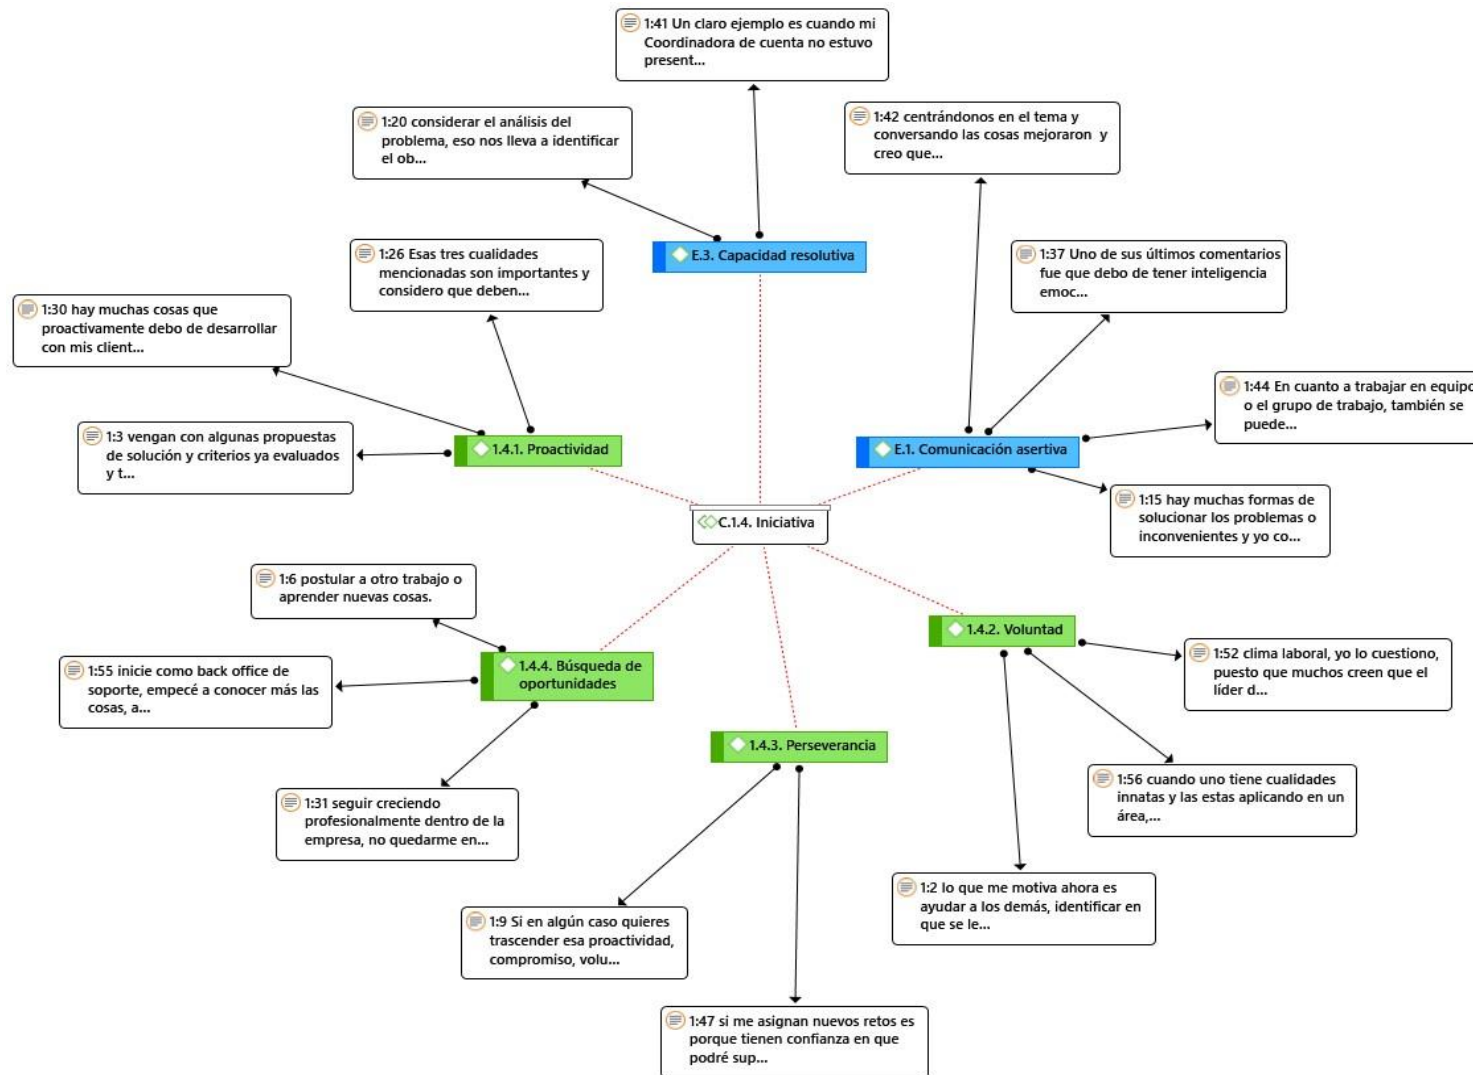 1:41 Un claro ejemplo es cuando mi
Coordinadora de cuenta no estuvo
present...
1:20 considerar el análisis del
problema, eso nos lleva a identificar
el ob...
1:42 centrándonos en el tema y
conversando las cosas mejoraron y
creo que...
E.3. Capacidad resolutiva
1:26 Esas tres cualidades
mencionadas son importantes y
considero que deben...
1:37 Uno de sus últimos comentarios
fue que debo de tener inteligencia
emoc...
1:30 hay muchas cosas que
proactivamente debo de desarrollar
con mis client...
1:44 En cuanto a trabajar en equipo
o el grupo de trabajo, también se
puede...
1:3 vengan con algunas propuestas
de solución y criterios ya evaluados
y t...
1.4.1. Proactividad
E.1. Comunicación asertiva
1:15 hay muchas formas de
solucionar los problemas o
inconvenientes y yo co...
C.1.4. Iniciativa
1:6 postular a otro trabajo o
aprender nuevas cosas.
1.4.2. Voluntad
1:55 inicie como back office de
soporte, empecé a conocer más las
cosas, a...
1.4.4. Búsqueda de
oportunidades
1:52 clima laboral, yo lo cuestiono,
puesto que muchos creen que el
líder d...
1.4.3. Perseverancia
1:31 seguir creciendo
profesionalmente dentro de la
empresa, no quedarme en...
1:56 cuando uno tiene cualidades
innatas y las estas aplicando en un
área,...
1:2 lo que me motiva ahora es
ayudar a los demás, identificar en
que se le...
1:9 Si en algún caso quieres
trascender esa proactividad,
compromiso, volu...
1:47 si me asignan nuevos retos es
porque tienen confianza en que
podré sup...